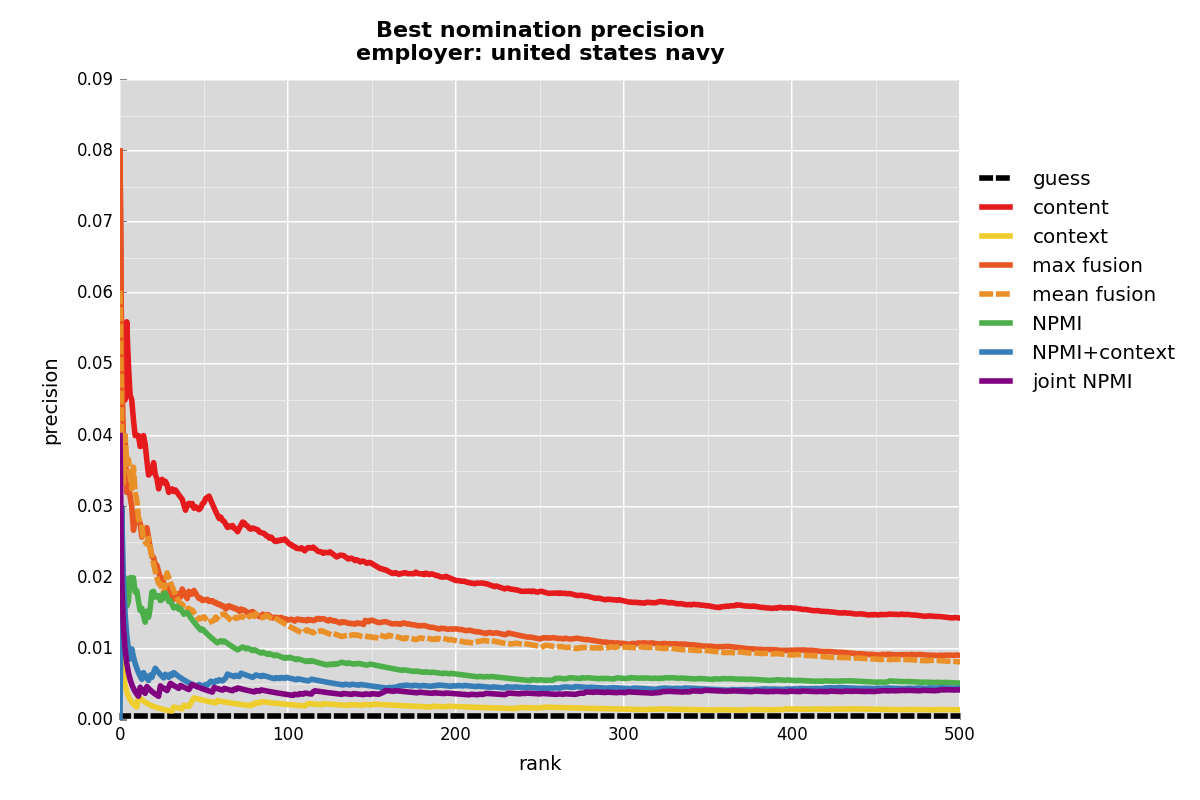 Best nomination precision
employer: united states navy
precision
0.09
0.08
0.07
0.06
0.05
0.04
0.03
0.02
0.01
0.00
0
100
200
300
400
500
rank
guess
content
context
max fusion
mean fusion
NPMI
NPMI+context
joint NPMI